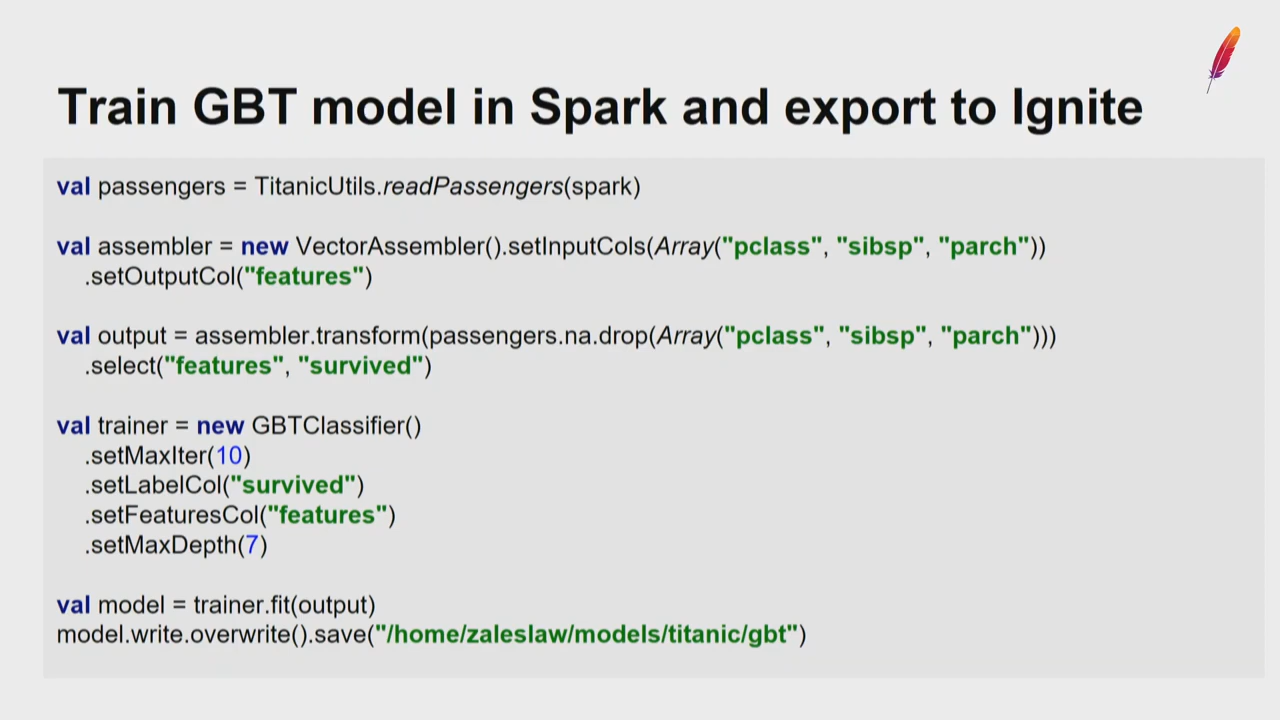 Train GBT model in Spark and export to Ignite
val passengers = TitanicUtils.readPassengers(spark)
val assembler = new VectorAssembler().setInputCols(Array("pclass", "sibsp", "parch"))
.setOutputCol("features")
val output = assembler.transform(passengers.na.drop(Array("pclass", "sibsp", "parch")))
.select("features", "survived")
val trainer = new GBTClassifier()
.setMaxIter(10)
.setLabelCol("survived")
.setFeaturesCol("features")
.setMaxDepth(7)
val model = trainer.fit(output)
model.write.overwrite().save("/home/zaleslaw/models/titanic/gbt")